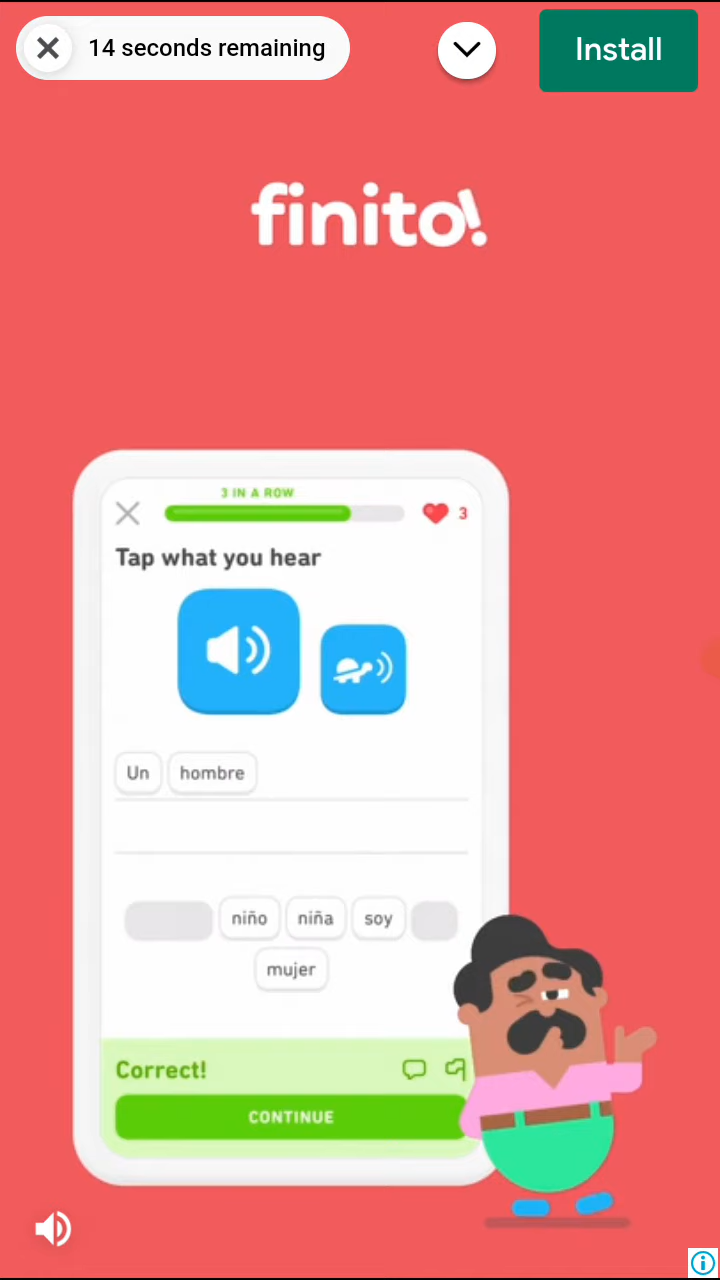 14 seconds remaining
Install
finito!
3 IN A ROW
3
Tap what you hear
Un hombre
niño niña soy
mujer
Correct!
CONTINUE